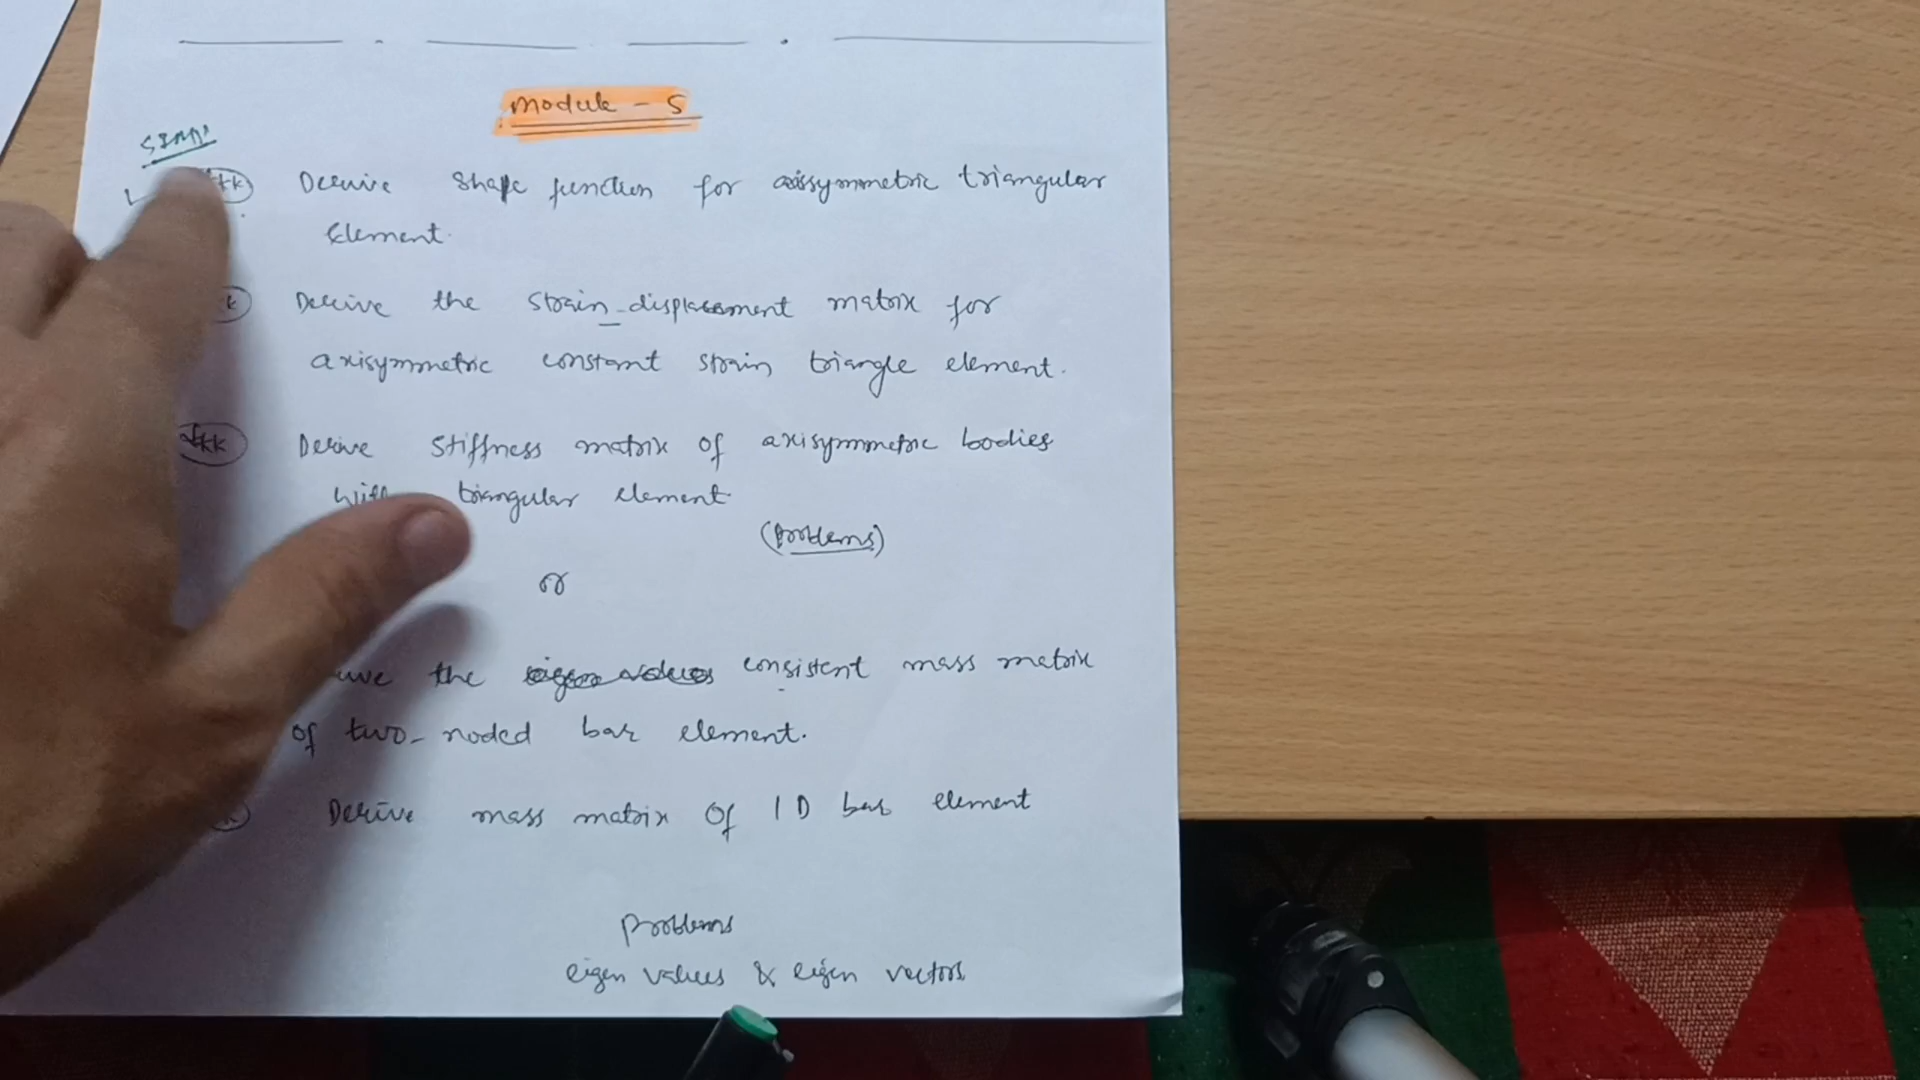 Module - 5
Derive shape function for axisymmetric triangular
Element.
Derive the strain-displacement matrix for
axisymmetric constant strain triangle element.
Derive stiffness matrix of axisymmetric bodies
with triangular element
(Problems)
or
the consistent mass matrix
of two-noded bar element.
Derive mass matrix of 1D bar element
Problems
eigen values & eigen vectors